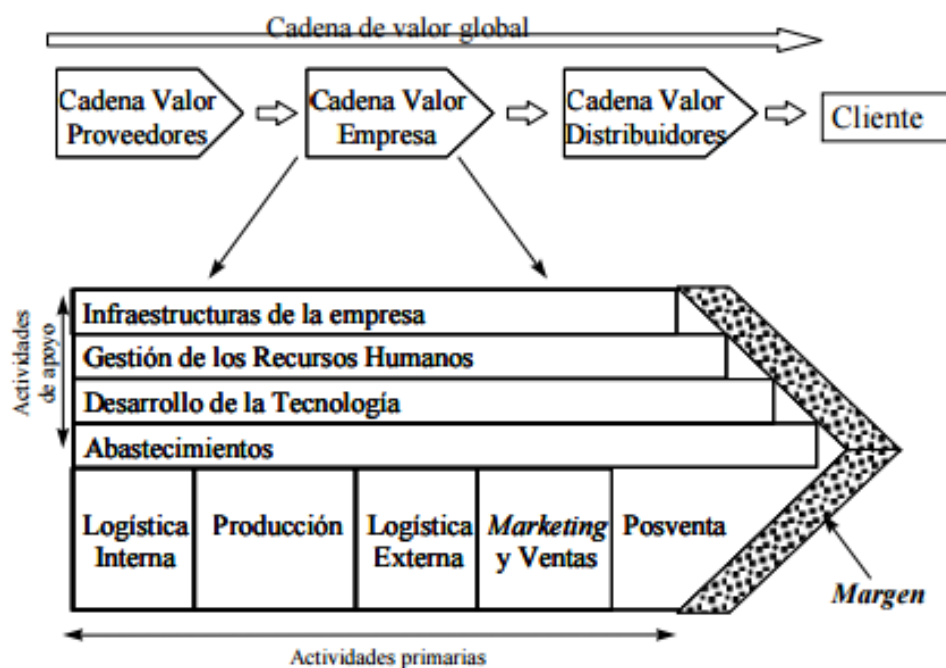 Cadena de valor global
Cadena Valor
Proveedores
Cadena Valor
Empresa
Cadena Valor
Distribuidores
Cliente
Actividades
de apoyo
Infraestructuras de la empresa
Gestión de los Recursos Humanos
Desarrollo de la Tecnología
Abastecimientos
Logística
Interna
Producción
Logística
Externa
Marketing
y Ventas
Posventa
Margen
Actividades primarias